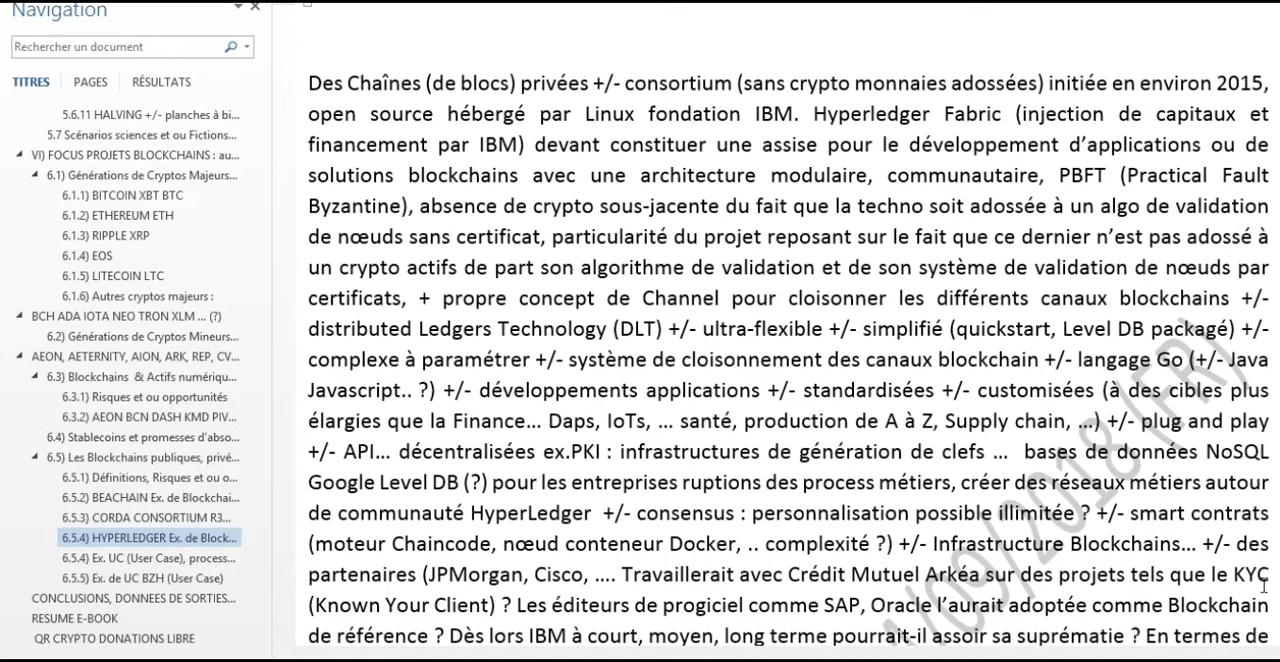 Navigation
Rechercher un document
TITRES PAGES RÉSULTATS
5.6.11 HALVING +/- planches à bi...
5.7 Scénarios sciences et ou Fictions...
VI) FOCUS PROJETS BLOCKCHAINS : au...
6.1) Générations de Cryptos Majeurs...
6.1.1) BITCOIN XBT BTC
6.1.2) ETHEREUM ETH
6.1.3) RIPPLE XRP
6.1.4) EOS
6.1.5) LITECOIN LTC
6.1.6) Autres cryptos majeurs :
BCH ADA IOTA NEO TRON XLM ... (?)
6.2) Générations de Cryptos Mineurs...
AEON, AETERNITY, AION, ARK, REP, CV...
6.3) Blockchains & Actifs numériqu...
6.3.1) Risques et ou opportunités
6.3.2) AEON BCN DASH KMD PIV...
6.4) Stablecoins et promesses d'abso...
6.5) Les Blockchains publiques, privé...
6.5.1) Définitions, Risques et ou o...
6.5.2) BEACHAIN Ex. de Blockchai...
6.5.3) CORDA CONSORTIUM R3...
6.5.4) HYPERLEDGER Ex. de Block...
6.5.4) Ex. UC (User Case), process...
6.5.5) Ex. de UC BZH (User Case)
CONCLUSIONS, DONNEES DE SORTIES...
RESUME E-BOOK
QR CRYPTO DONATIONS LIBRE
Des Chaînes (de blocs) privées +/- consortium (sans crypto monnaies adossées) initiée en environ 2015,
open source hébergé par Linux fondation IBM. Hyperledger Fabric (injection de capitaux et
financement par IBM) devant constituer une assise pour le développement d'applications ou de
solutions blockchains avec une architecture modulaire, communautaire, PBFT (Practical Fault
Byzantine), absence de crypto sous-jacente du fait que la techno soit adossée à un algo de validation
de nœuds sans certificat, particularité du projet reposant sur le fait que ce dernier n'est pas adossé à
un crypto actifs de part son algorithme de validation et de son système de validation de nœuds par
certificats, + propre concept de Channel pour cloisonner les différents canaux blockchains +/-
distributed Ledgers Technology (DLT) +/- ultra-flexible +/- simplifié (quickstart, Level DB packagé) +/-
complexe à paramétrer +/- système de cloisonnement des canaux blockchain +/- langage Go (+/- Java
Javascript.. ?) +/- développements applications +/- standardisées +/- customisées (à des cibles plus
élargies que la Finance... Daps, IoTs, ... santé, production de A à Z, Supply chain, ...) +/- plug and play
+/- API... décentralisées ex.PKI : infrastructures de génération de clefs ... bases de données NoSQL
Google Level DB (?) pour les entreprises ruptions des process métiers, créer des réseaux métiers autour
de communauté HyperLedger +/- consensus : personnalisation possible illimitée ? +/- smart contrats
(moteur Chaincode, nœud conteneur Docker, .. complexité ?) +/- Infrastructure Blockchains... +/- des
partenaires (JPMorgan, Cisco, .... Travaillerait avec Crédit Mutuel Arkéa sur des projets tels que le KYC
(Known Your Client) ? Les éditeurs de progiciel comme SAP, Oracle l'aurait adoptée comme Blockchain
de référence ? Dès lors IBM à court, moyen, long terme pourrait-il assoir sa suprématie ? En termes de
/09/2018 (FR)